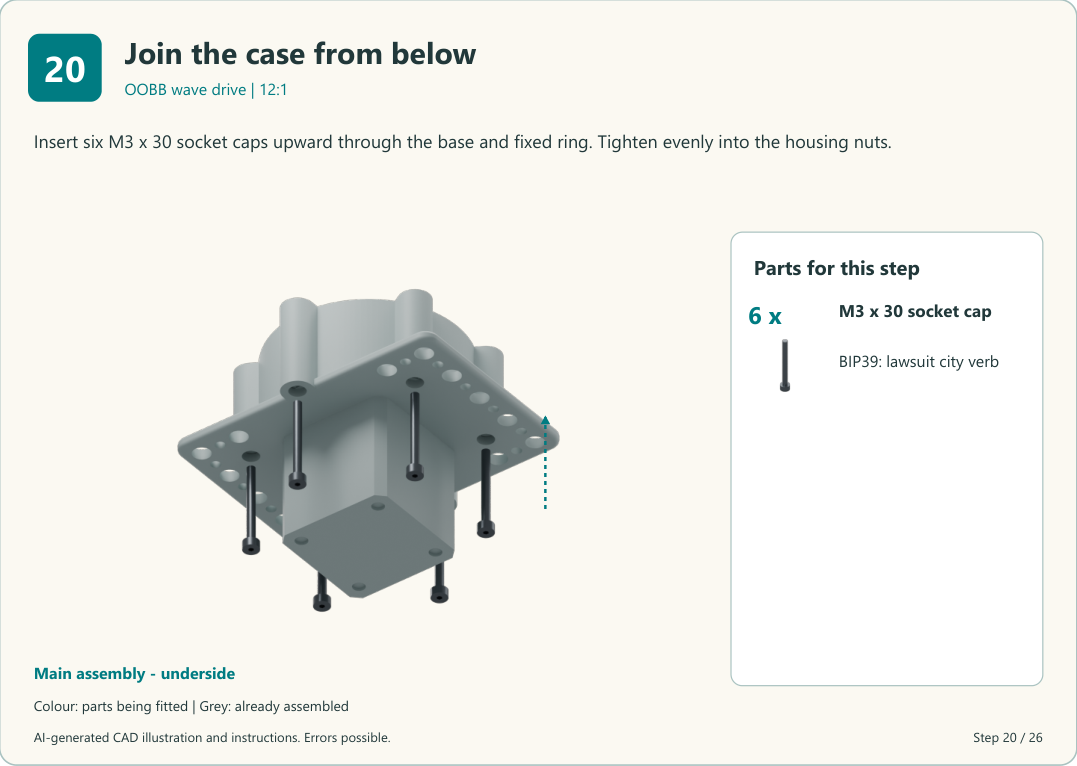 20
Join the case from below
OOBB wave drive | 12:1
Insert six M3 x 30 socket caps upward through the base and fixed ring. Tighten evenly into the housing nuts.
Parts for this step
6 x
M3 x 30 socket cap
BIP39: lawsuit city verb
Main assembly - underside
Colour: parts being fitted | Grey: already assembled
AI-generated CAD illustration and instructions. Errors possible.
Step 20 / 26